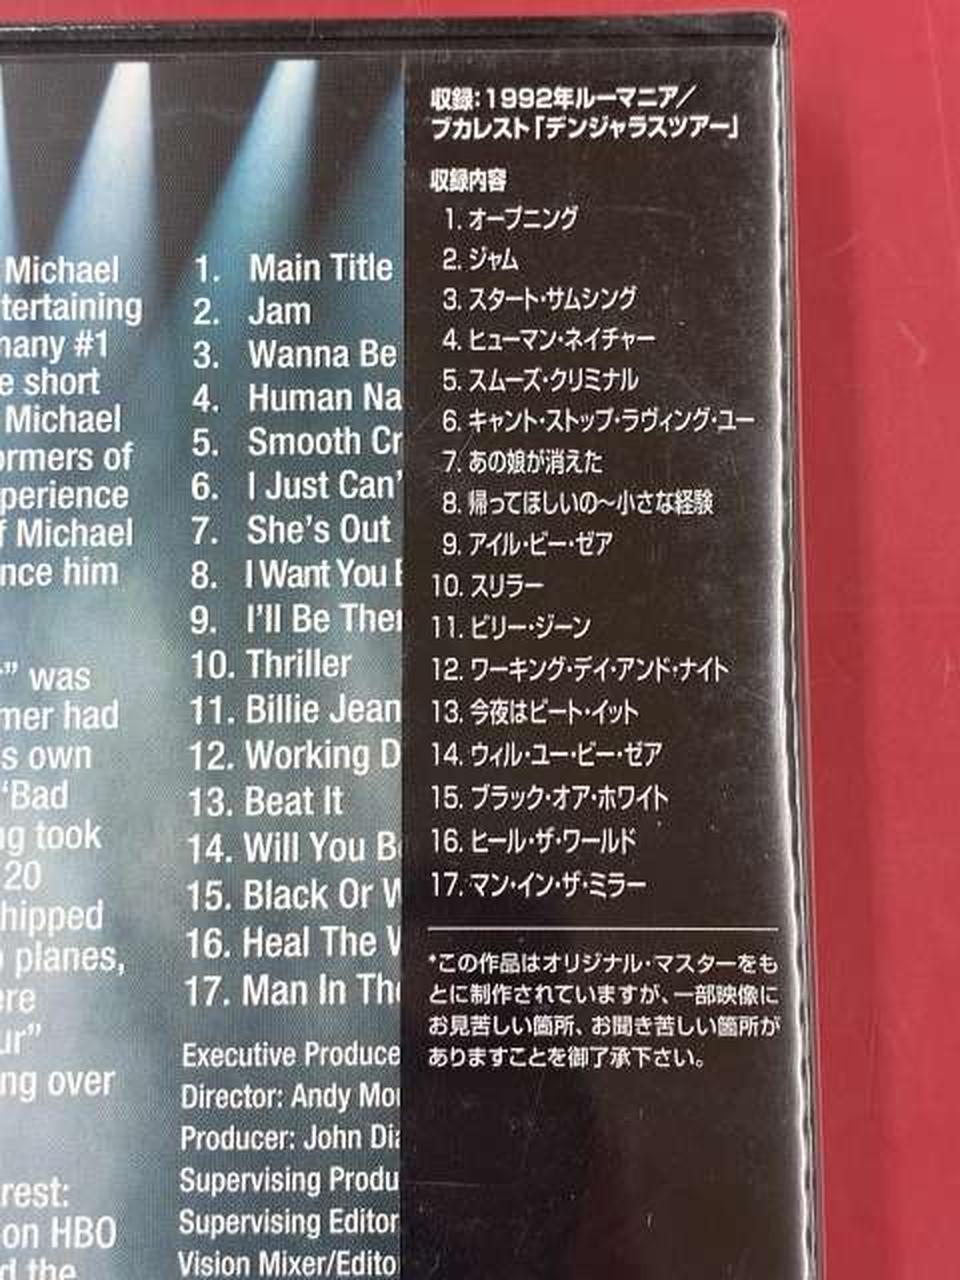 Michael
tertaining
many #1
e short
Michael
ormers of
perience
f Michael
nce him
" was
mer had
s own
"Bad
ng took
20
hipped
planes,
ere
ur"
ng over
rest:
on HBO
d the
1. Main Title
2. Jam
3. Wanna Be
4. Human Na
5. Smooth Cr
6. I Just Can'
7. She's Out
8. I Want You
9. I'll Be Ther
10. Thriller
11. Billie Jean
12. Working D
13. Beat It
14. Will You Be
15. Black Or W
16. Heal The W
17. Man In The
Executive Produce
Director: Andy Mo
Producer: John Dia
Supervising Produ
Supervising Editor
Vision Mixer/Edito
収録:1992年ルーマニア/
ブカレスト「デンジャラスツアー」
収録内容
1. オープニング
2. ジャム
3. スタート・サムシング
4. ヒューマン・ネイチャー
5. スムーズ・クリミナル
6. キャント・ストップ・ラヴィング・ユー
7. あの娘が消えた
8. 帰ってほしいの〜小さな経験
9. アイル・ビー・ゼア
10. スリラー
11. ビリー・ジーン
12. ワーキング・デイ・アンド・ナイト
13. 今夜はビート・イット
14. ウィル・ユー・ビー・ゼア
15. ブラック・オア・ホワイト
16. ヒール・ザ・ワールド
17. マン・イン・ザ・ミラー
*この作品はオリジナル・マスターをも
とに制作されていますが、一部映像に
お見苦しい箇所、お聞き苦しい箇所が
ありますことを御了承下さい。